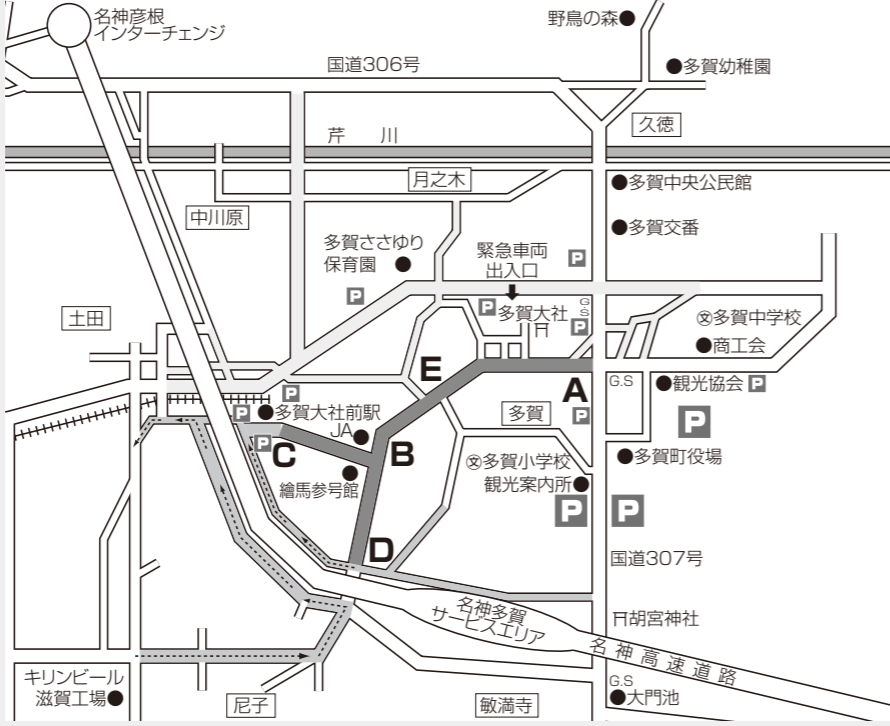 名神彦根
インターチェンジ
野鳥の森
多賀幼稚園
国道306号
久徳
芹 川
月之木
多賀中央公民館
中川原
多賀交番
多賀ささゆり
保育園
緊急車両
出入口
P
P
P
多賀大社
G.S
P
文多賀中学校
土田
商工会
E
A
G.S
観光協会 P
P
P
多賀大社前駅
P
多賀
P
P
JA
P
C
B
文多賀小学校
多賀町役場
繪馬参号館
観光案内所
P P
D
国道307号
名神多賀
サービスエリア
胡宮神社
名神高速道路
キリンビール
滋賀工場
尼子
敏満寺
G.S
大門池